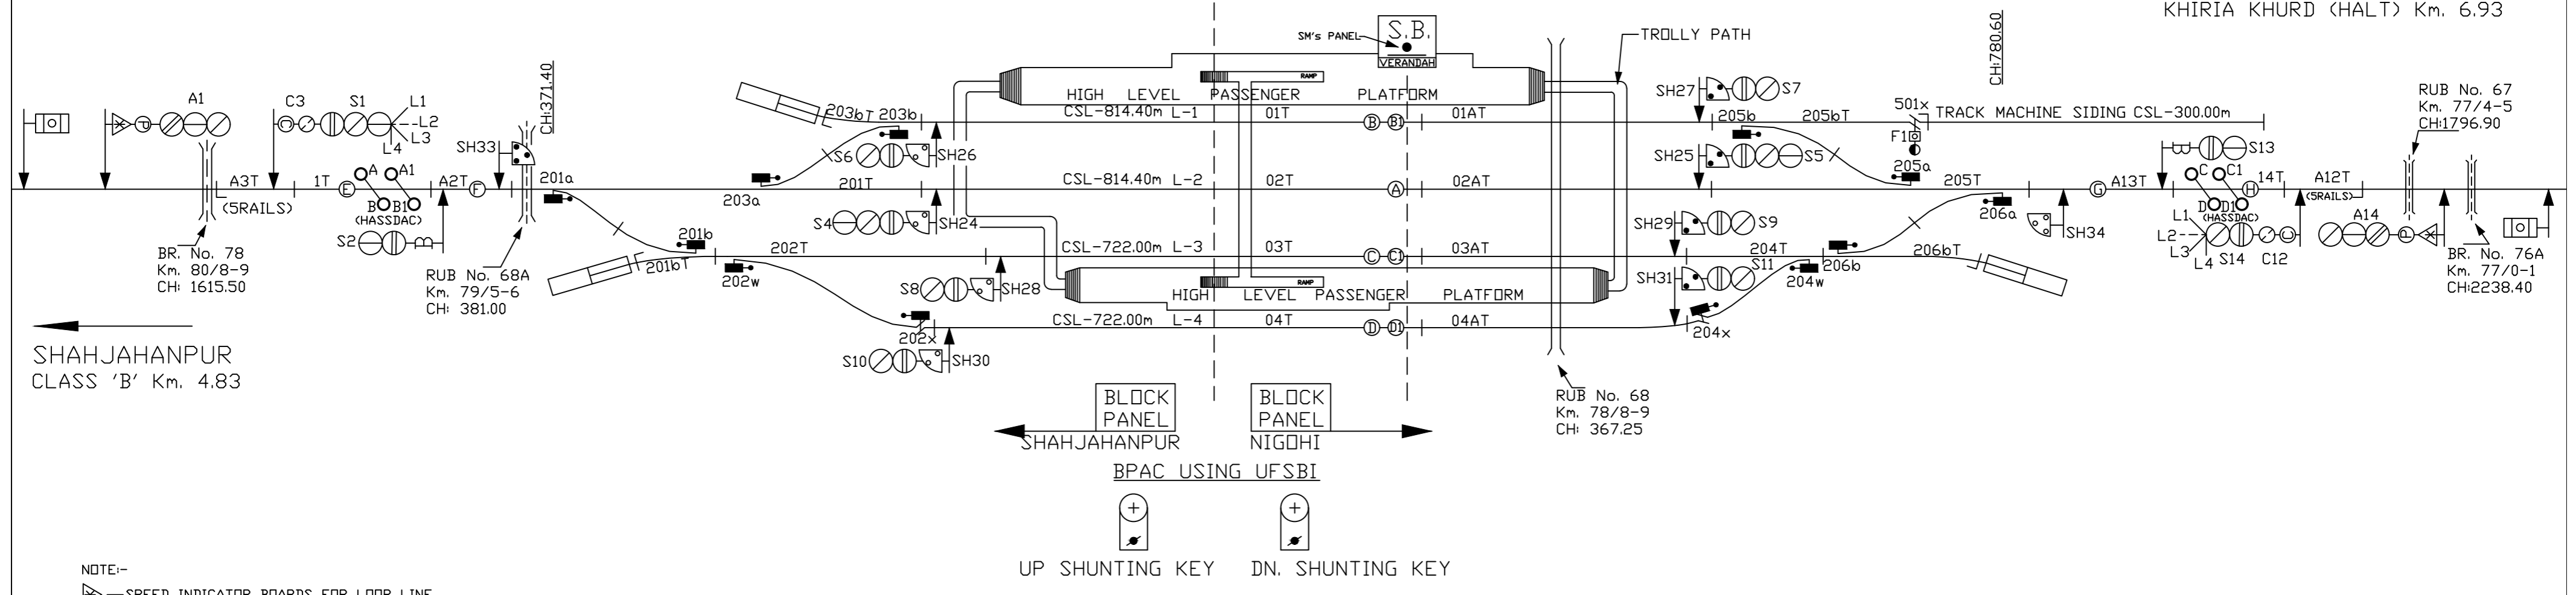 KHIRIA KHURD (HALT) Km. 6.93
S.B.
SM's PANEL
VERANDAH
TROLLY PATH
CH:780.60
CH:371.40
RAMP
HIGH LEVEL PASSENGER PLATFORM
SH27 S7
RUB No. 67
Km. 77/4-5
CH:1796.90
A1
P
C3 S1 L1
L2
L3
L4
C
203bT 203b
CSL-814.40m L-1 01T B B1 01AT
205b 205bT 501x TRACK MACHINE SIDING CSL-300.00m
F1
SH33
S6 SH26
SH25 S5
205a
S13
A3T 1T E A A1 A2T F 201a
(5RAILS)
B B1
(HASSDAC)
203a 201T
CSL-814.40m L-2 02T A 02AT
205T G A13T C C1 H 14T A12T
(5RAILS)
D D1
(HASSDAC)
206a
S2
S4 SH24
SH29 S9
SH34
L1
L2
L3
L4 S14 C12
C
A14
P
BR. No. 78
Km. 80/8-9
CH: 1615.50
RUB No. 68A
Km. 79/5-6
CH: 381.00
201b
201bT 202T
202w
CSL-722.00m L-3 03T C C1 03AT
204T 206b 206bT
204w
BR. No. 76A
Km. 77/0-1
CH:2238.40
S8 SH28
SH31 S11
RAMP
HIGH LEVEL PASSENGER PLATFORM
CSL-722.00m L-4 04T D D1 04AT
202x
204x
S10 SH30
SHAHJAHANPUR
CLASS 'B' Km. 4.83
RUB No. 68
Km. 78/8-9
CH: 367.25
BLOCK
PANEL
BLOCK
PANEL
SHAHJAHANPUR NIGOHI
BPAC USING UFSBI
UP SHUNTING KEY DN. SHUNTING KEY
NOTE:-
SPEED INDICATOR BOARDS FOR LOOP LINE